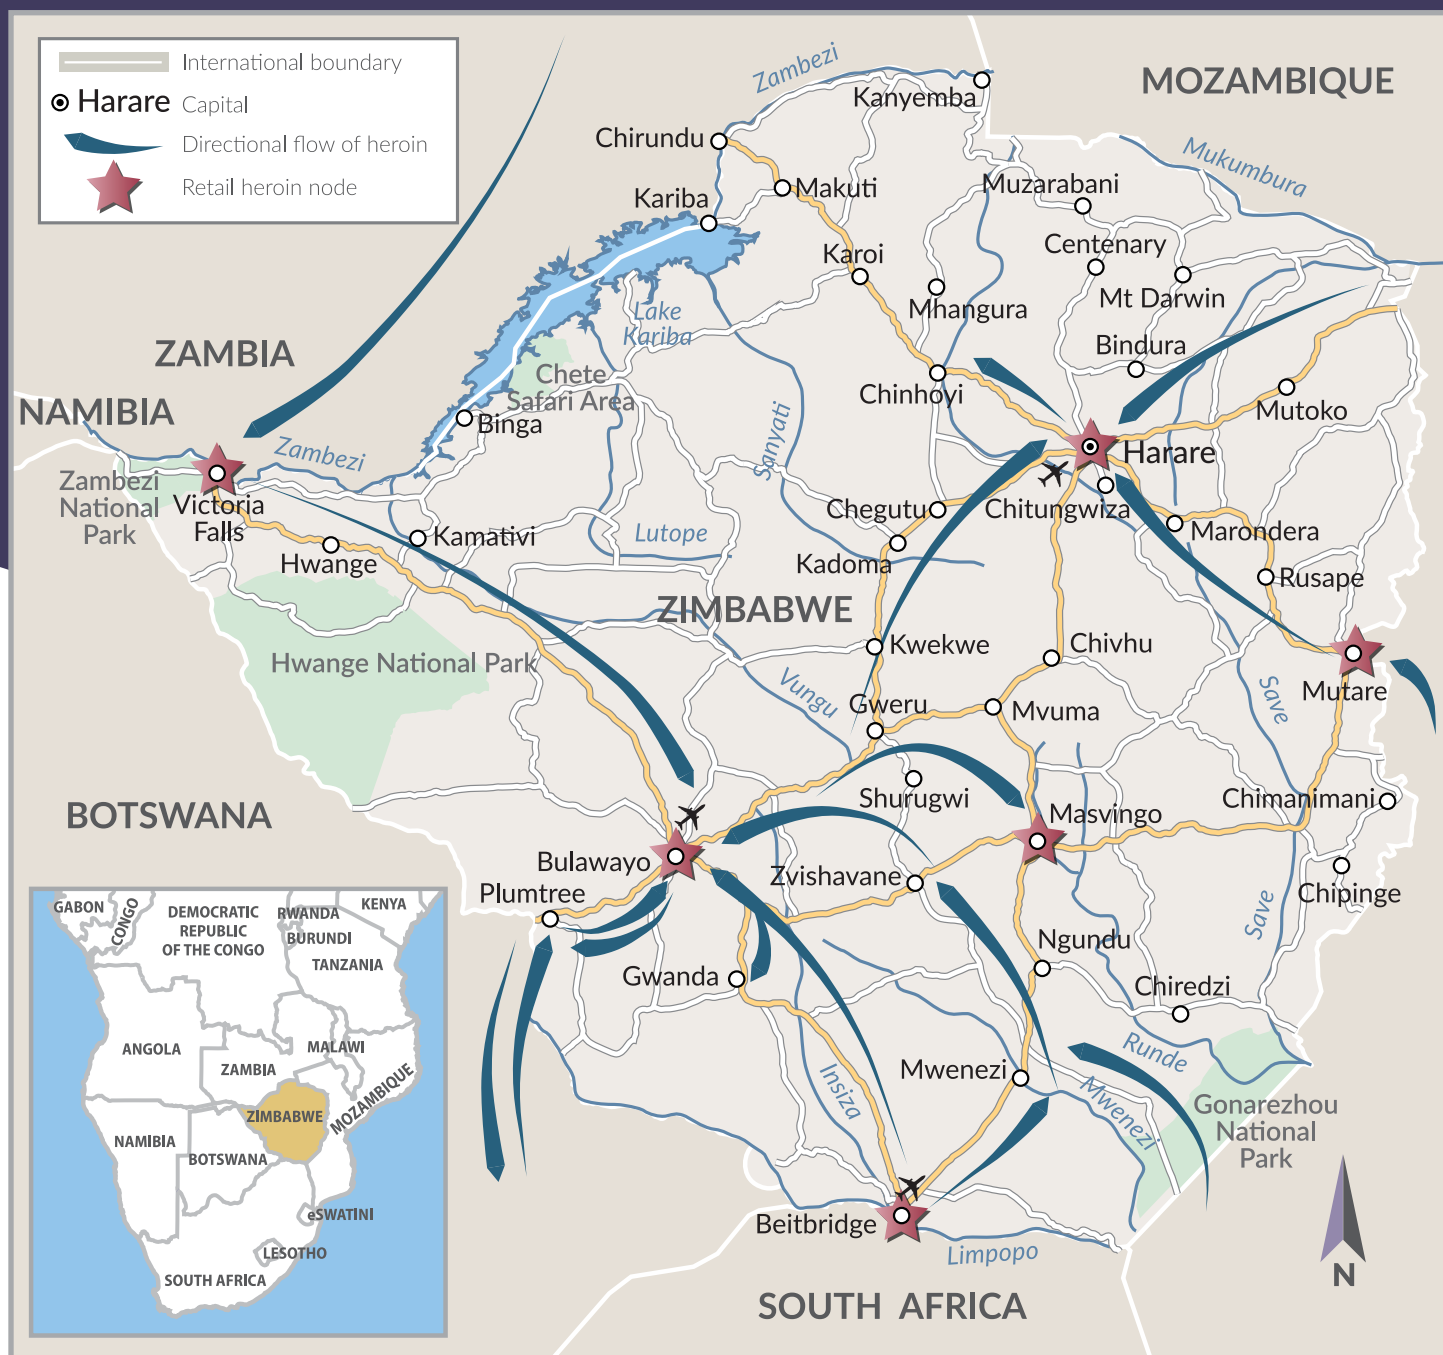 International boundary
Harare Capital
Directional flow of heroin
Retail heroin node
MOZAMBIQUE
ZAMBIA
NAMIBIA
BOTSWANA
ZIMBABWE
SOUTH AFRICA
Zambezi
Kanyemba
Chirundu
Mukumbura
Makuti
Muzarabani
Kariba
Karoi
Centenary
Mhangura
Mt Darwin
Lake
Kariba
Bindura
Chete
Safari Area
Chinhoyi
Mutoko
Binga
Sanyati
Harare
Zambezi
Zambezi
National
Park
Victoria
Falls
Hwange
Kamativi
Lutope
Chegutu
Chitungwiza
Kadoma
Marondera
Rusape
Hwange National Park
Kwekwe
Chivhu
Vungu
Gweru
Mvuma
Save
Mutare
Shurugwi
Masvingo
Chimanimani
Bulawayo
Plumtree
Zvishavane
Chipinge
Save
Gwanda
Ngundu
Chiredzi
Runde
Insiza
Mwenezi
Mwenezi
Gonarezhou
National
Park
Beitbridge
Limpopo
N
GABON
CONGO
DEMOCRATIC
REPUBLIC
OF THE CONGO
RWANDA
BURUNDI
KENYA
TANZANIA
ANGOLA
ZAMBIA
MALAWI
MOZAMBIQUE
ZIMBABWE
NAMIBIA
BOTSWANA
eSWATINI
LESOTHO
SOUTH AFRICA